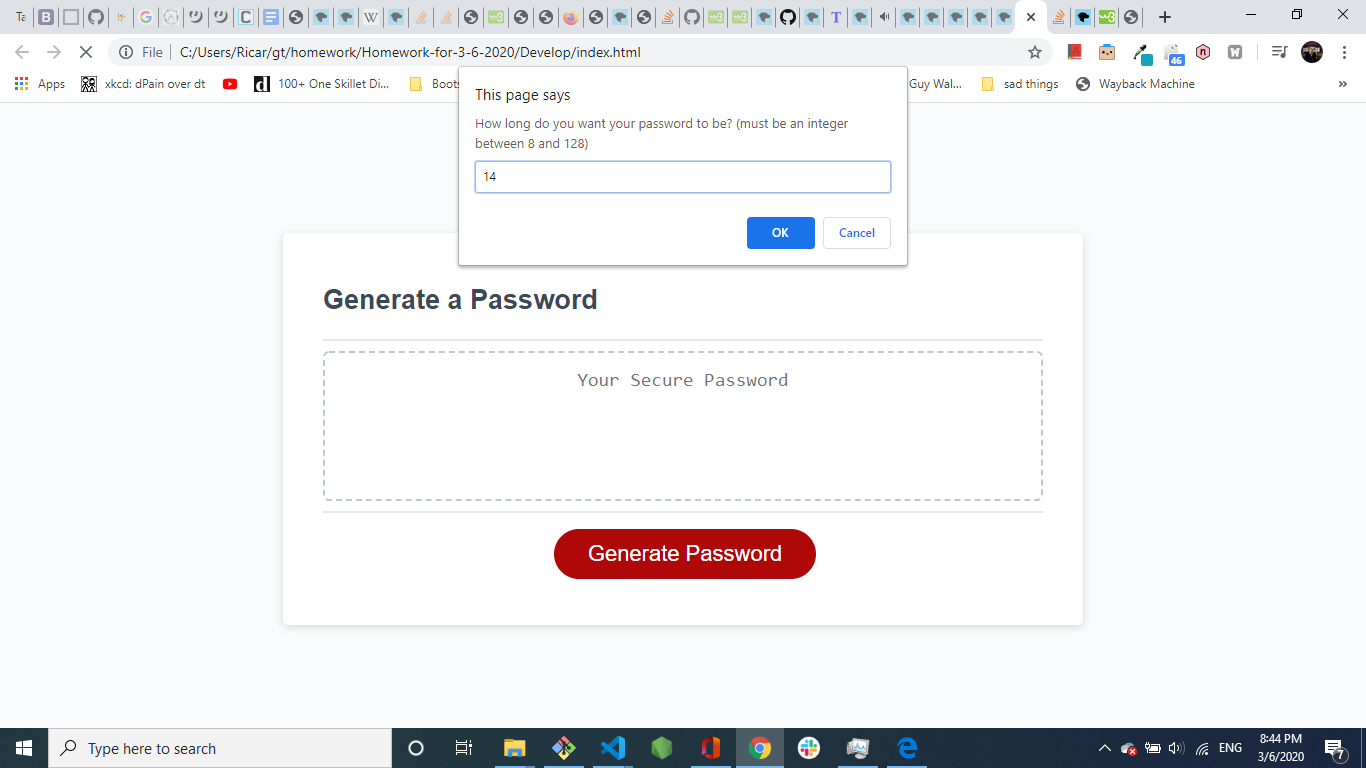 Ta
File
C:/Users/Ricar/gt/homework/Homework-for-3-6-2020/Develop/index.html
46
Apps
xkcd: dPain over dt
100+ One Skillet Di...
Boots
Guy Wal...
sad things
Wayback Machine
»
This page says
How long do you want your password to be? (must be an integer
between 8 and 128)
14
OK
Cancel
Generate a Password
Your Secure Password
Generate Password
Type here to search
ENG
8:44 PM
3/6/2020
7